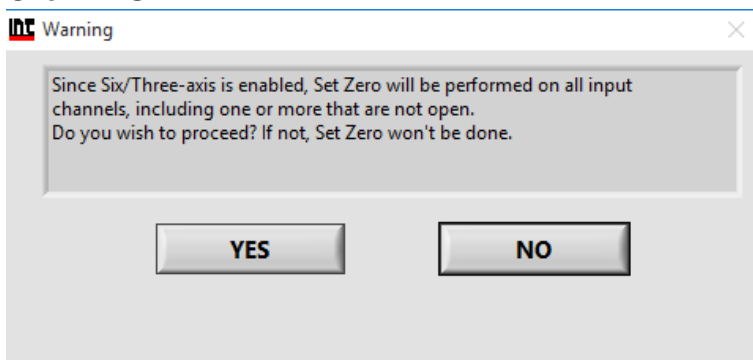 INT Warning
Since Six/Three-axis is enabled, Set Zero will be performed on all input
channels, including one or more that are not open.
Do you wish to proceed? If not, Set Zero won't be done.
YES NO